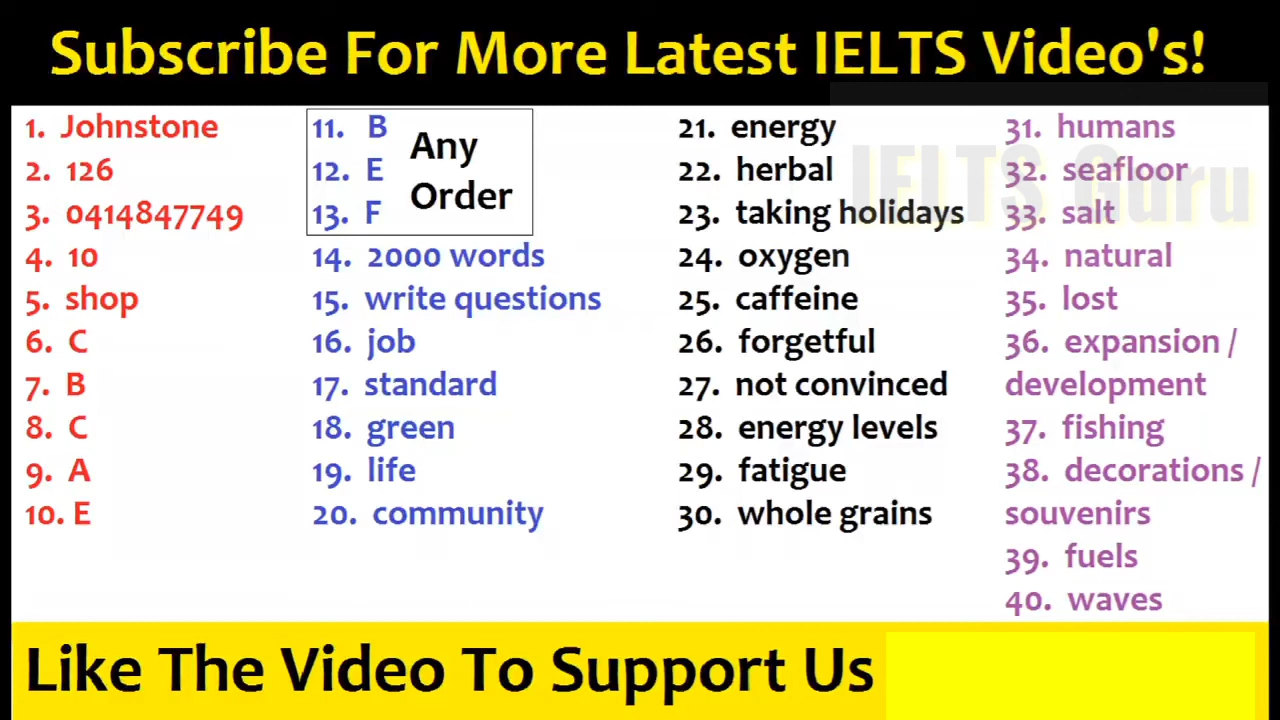 Subscribe For More Latest IELTS Video's!
1. Johnstone
2. 126
3. 0414847749
4. 10
5. shop
6. C
7. B
8. C
9. A
10. E
11. B
12. E
13. F
Any
Order
14. 2000 words
15. write questions
16. job
17. standard
18. green
19. life
20. community
21. energy
22. herbal
23. taking holidays
24. oxygen
25. caffeine
26. forgetful
27. not convinced
28. energy levels
29. fatigue
30. whole grains
31. humans
32. seafloor
33. salt
34. natural
35. lost
36. expansion /
development
37. fishing
38. decorations /
souvenirs
39. fuels
40. waves
IELTS Guru
Like The Video To Support Us